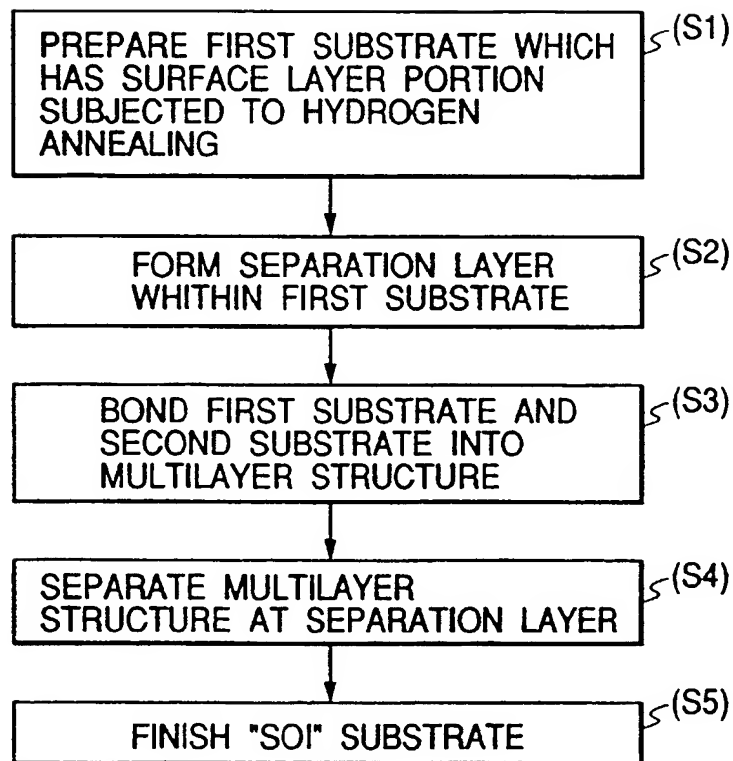 PREPARE FIRST SUBSTRATE WHICH
HAS SURFACE LAYER PORTION
SUBJECTED TO HYDROGEN
ANNEALING
(S1)
FORM SEPARATION LAYER
WHITHIN FIRST SUBSTRATE
(S2)
BOND FIRST SUBSTRATE AND
SECOND SUBSTRATE INTO
MULTILAYER STRUCTURE
(S3)
SEPARATE MULTILAYER
STRUCTURE AT SEPARATION LAYER
(S4)
FINISH "SOI" SUBSTRATE
(S5)